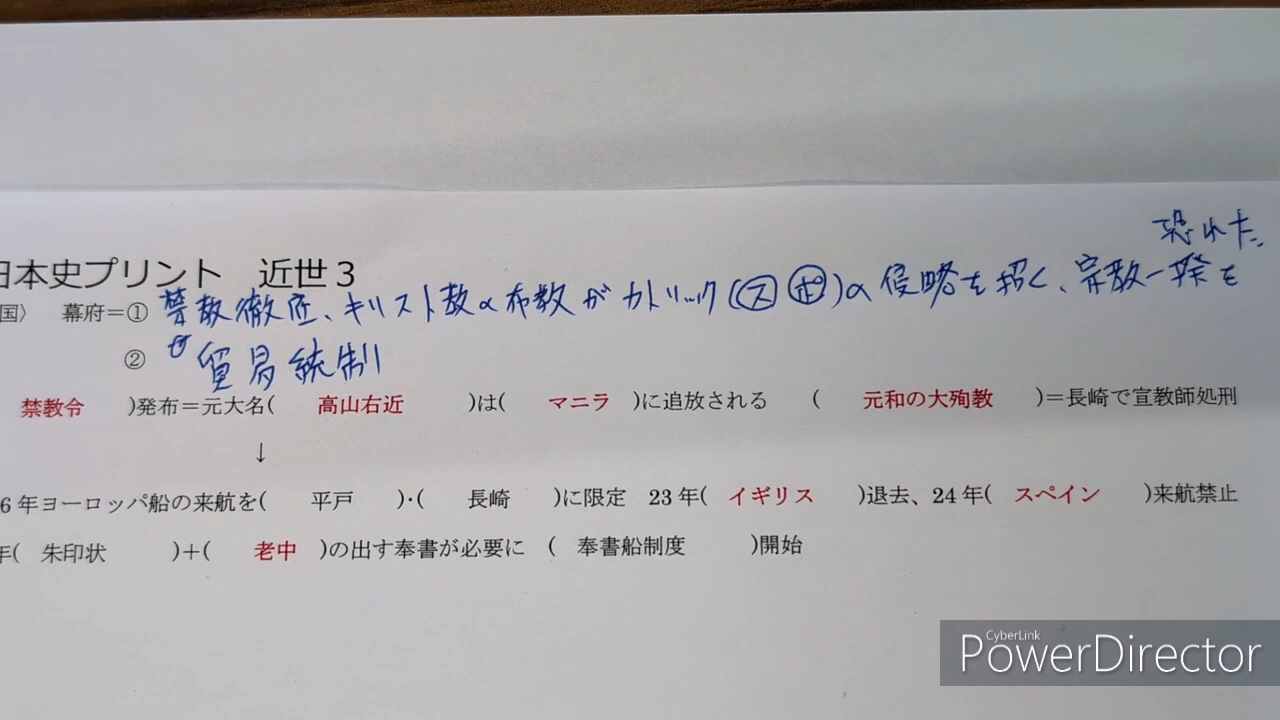 恐れた
日本史プリント 近世3
国〉 幕府=① 禁教徹底、キリスト教の布教がカトリック(ス ポ)の侵略を招く、宗教一揆を
② 貿易統制
禁教令 )発布=元大名( 高山右近 )は( マニラ )に追放される ( 元和の大殉教 )=長崎で宣教師処刑
↓
6年ヨーロッパ船の来航を( 平戸 )・( 長崎 )に限定 23年( イギリス )退去、24年( スペイン )来航禁止
年( 朱印状 )+( 老中 )の出す奉書が必要に ( 奉書船制度 )開始
CyberLink
PowerDirector